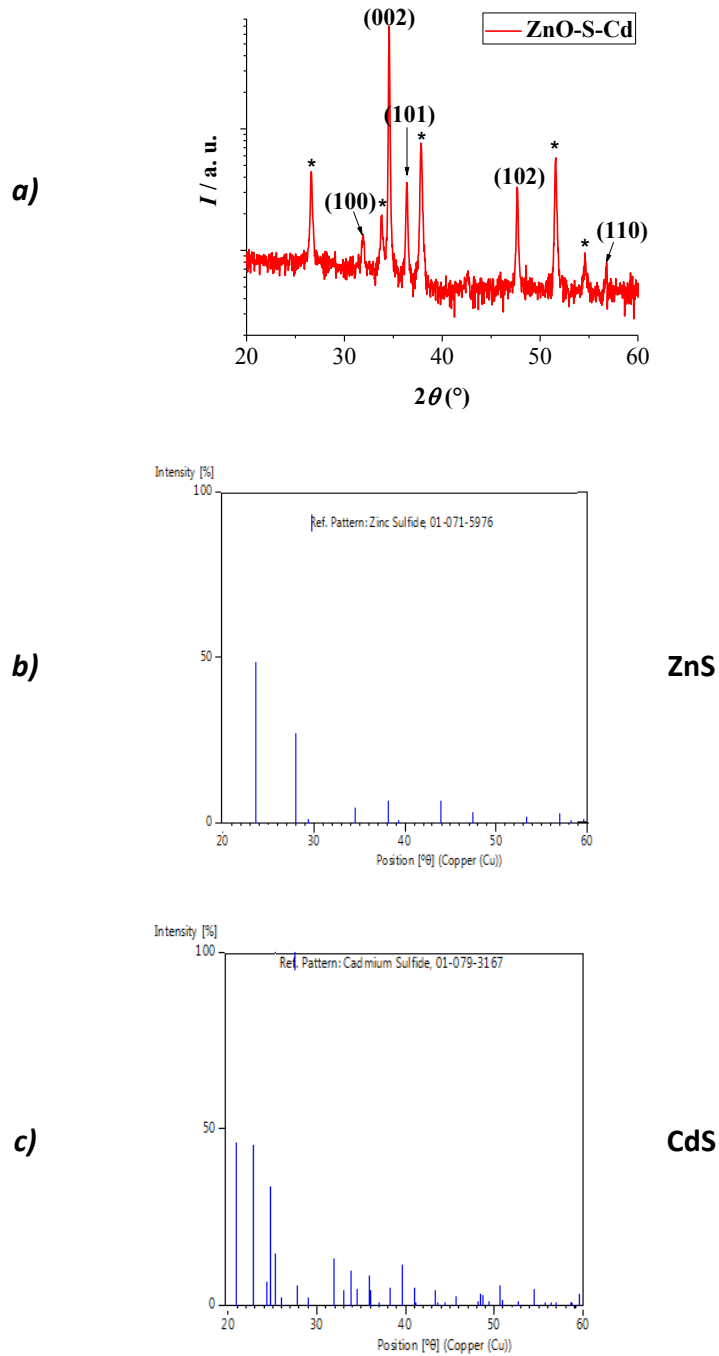 a)
(002)
ZnO-S-Cd
(101)
*
*
*
(100)
*
(102)
*
(110)
I / a. u.
20 30 40 50 60
2θ (°)
b)
Intensity [%]
100
Ref. Pattern: Zinc Sulfide, 01-071-5976
50
ZnS
0
20 30 40 50 60
Position [°θ] (Copper (Cu))
c)
Intensity [%]
100
Ref. Pattern: Cadmium Sulfide, 01-079-3167
50
CdS
0
20 30 40 50 60
Position [°θ] (Copper (Cu))